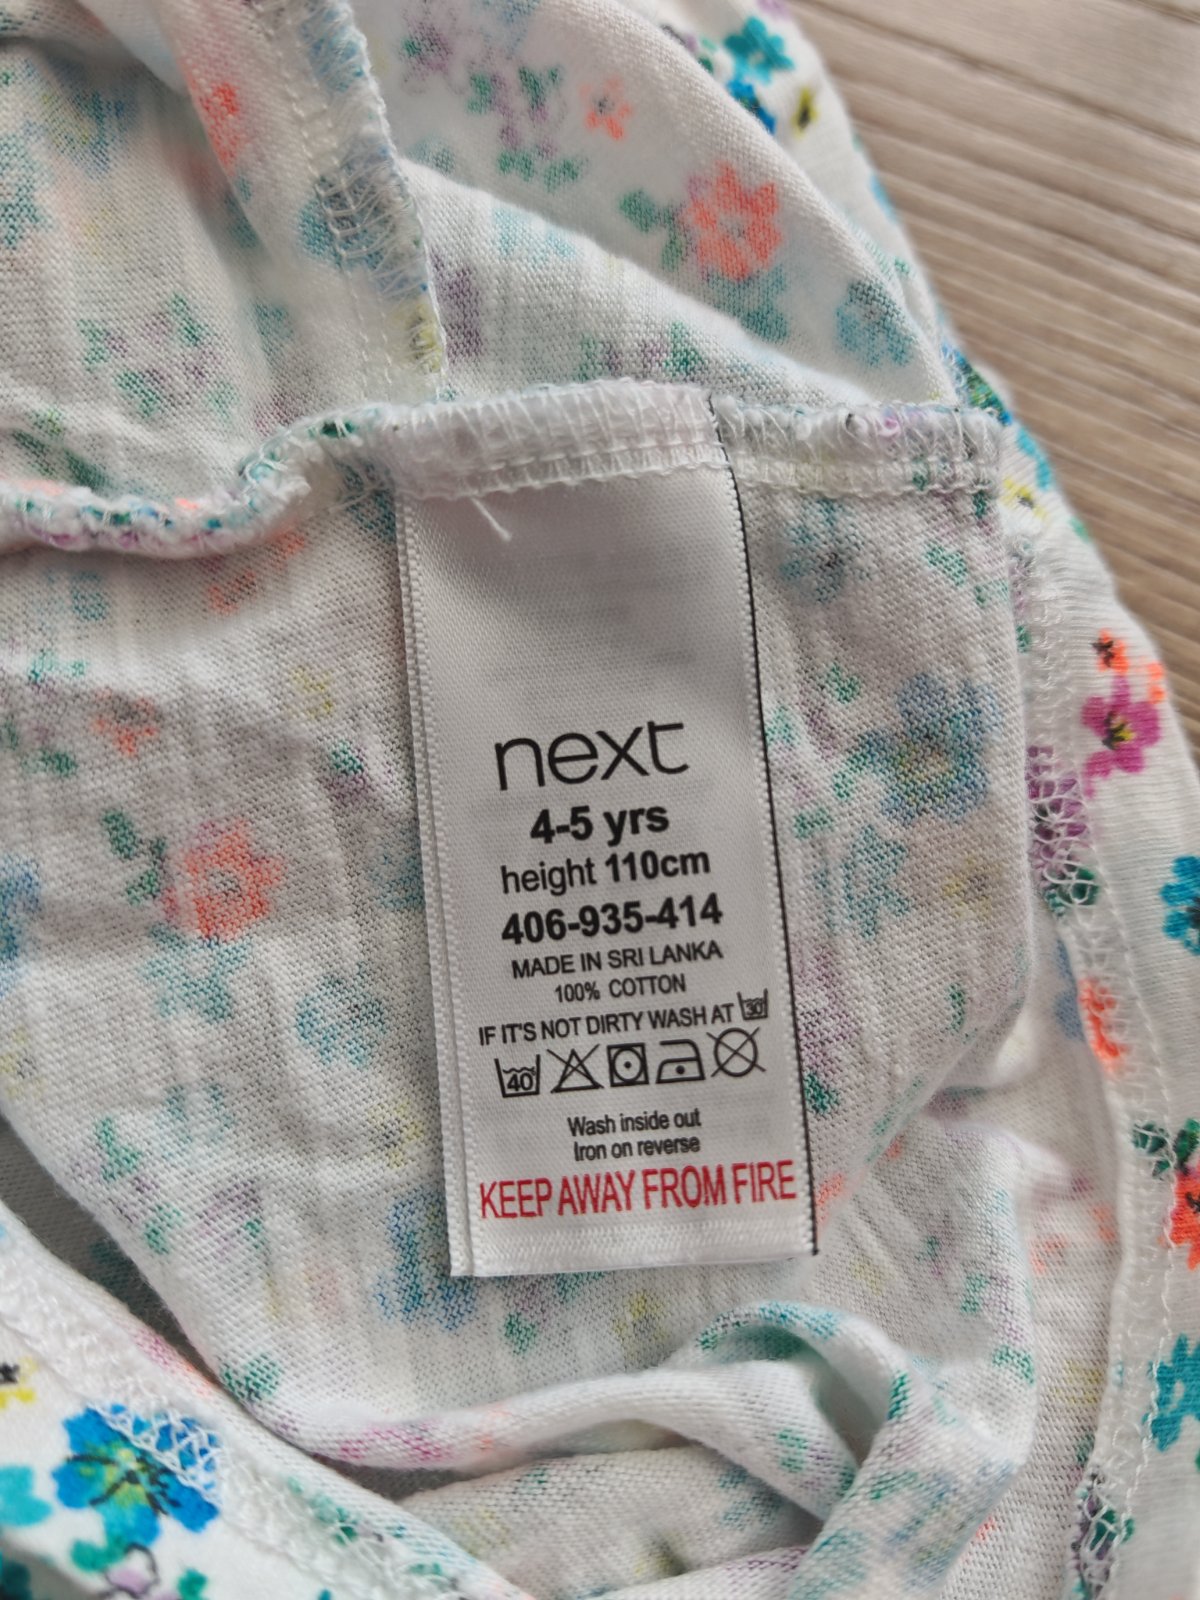 next
4-5 yrs
height 110cm
406-935-414
MADE IN SRI LANKA
100% COTTON
IF IT'S NOT DIRTY WASH AT 30°
40°
Wash inside out
Iron on reverse
KEEP AWAY FROM FIRE